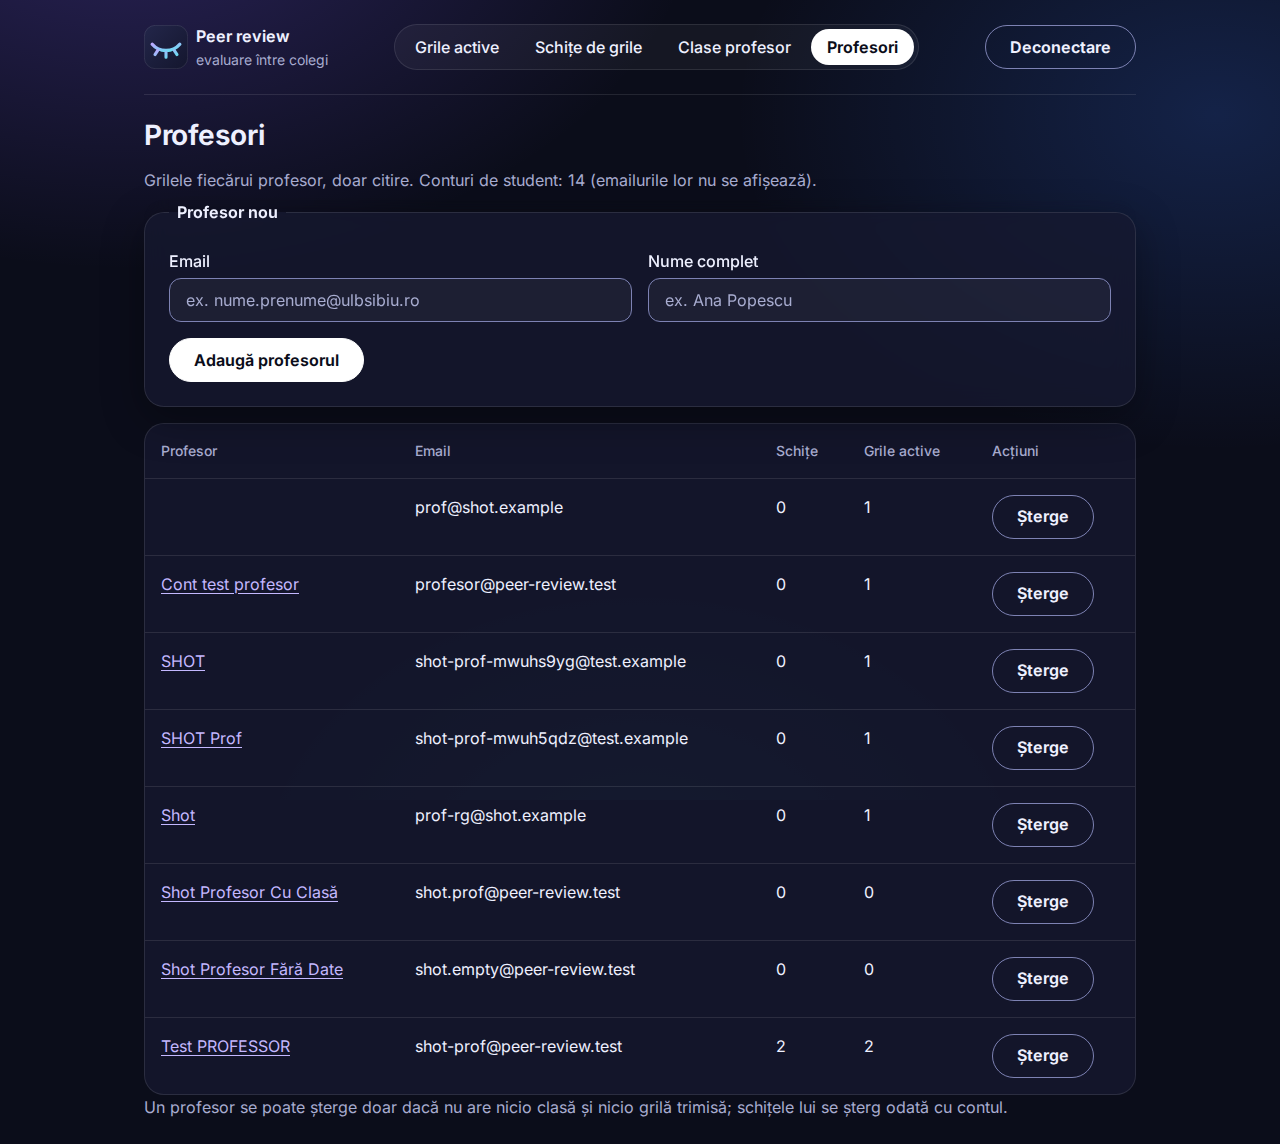 Peer review
evaluare între colegi
Grile active
Schițe de grile
Clase profesor
Profesori
Deconectare
Profesori
Grilele fiecărui profesor, doar citire. Conturi de student: 14 (emailurile lor nu se afișează).
Profesor nou
Email
Nume complet
ex. nume.prenume@ulbsibiu.ro
ex. Ana Popescu
Adaugă profesorul
Profesor Email Schițe Grile active Acțiuni
prof@shot.example 0 1 Șterge
Cont test profesor profesor@peer-review.test 0 1 Șterge
SHOT shot-prof-mwuhs9yg@test.example 0 1 Șterge
SHOT Prof shot-prof-mwuh5qdz@test.example 0 1 Șterge
Shot prof-rg@shot.example 0 1 Șterge
Shot Profesor Cu Clasă shot.prof@peer-review.test 0 0 Șterge
Shot Profesor Fără Date shot.empty@peer-review.test 0 0 Șterge
Test PROFESSOR shot-prof@peer-review.test 2 2 Șterge
Un profesor se poate șterge doar dacă nu are nicio clasă și nicio grilă trimisă; schițele lui se șterg odată cu contul.